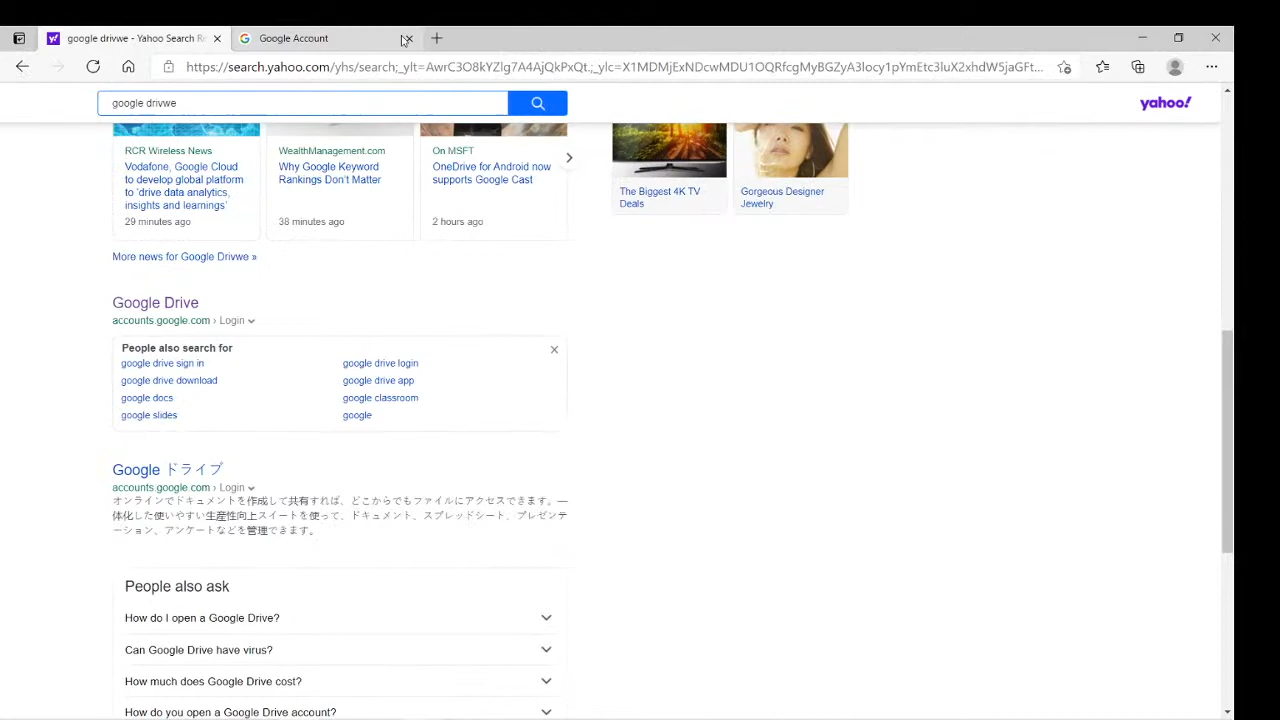 google drivwe - Yahoo Search Re
Google Account
https://search.yahoo.com/yhs/search;_ylt=AwrC3O8kYZlg7A4AjQkPxQt.;_ylc=X1MDMjExNDcwMDU1OQRfcgMyBGZyA3locy1pYmEtc3luX2xhdW5jaGFt...
google drivwe
yahoo!
RCR Wireless News
Vodafone, Google Cloud
to develop global platform
to 'drive data analytics,
insights and learnings'
29 minutes ago
WealthManagement.com
Why Google Keyword
Rankings Don't Matter
38 minutes ago
On MSFT
OneDrive for Android now
supports Google Cast
2 hours ago
The Biggest 4K TV
Deals
Gorgeous Designer
Jewelry
More news for Google Drivwe »
Google Drive
accounts.google.com › Login
People also search for
google drive sign in
google drive login
google drive download
google drive app
google docs
google classroom
google slides
google
Google ドライブ
accounts.google.com › Login
オンラインでドキュメントを作成して共有すれば、どこからでもファイルにアクセスできます。一
体化した使いやすい生産性向上スイートを使って、ドキュメント、スプレッドシート、プレゼンテ
ーション、アンケートなどを管理できます。
People also ask
How do I open a Google Drive?
Can Google Drive have virus?
How much does Google Drive cost?
How do you open a Google Drive account?